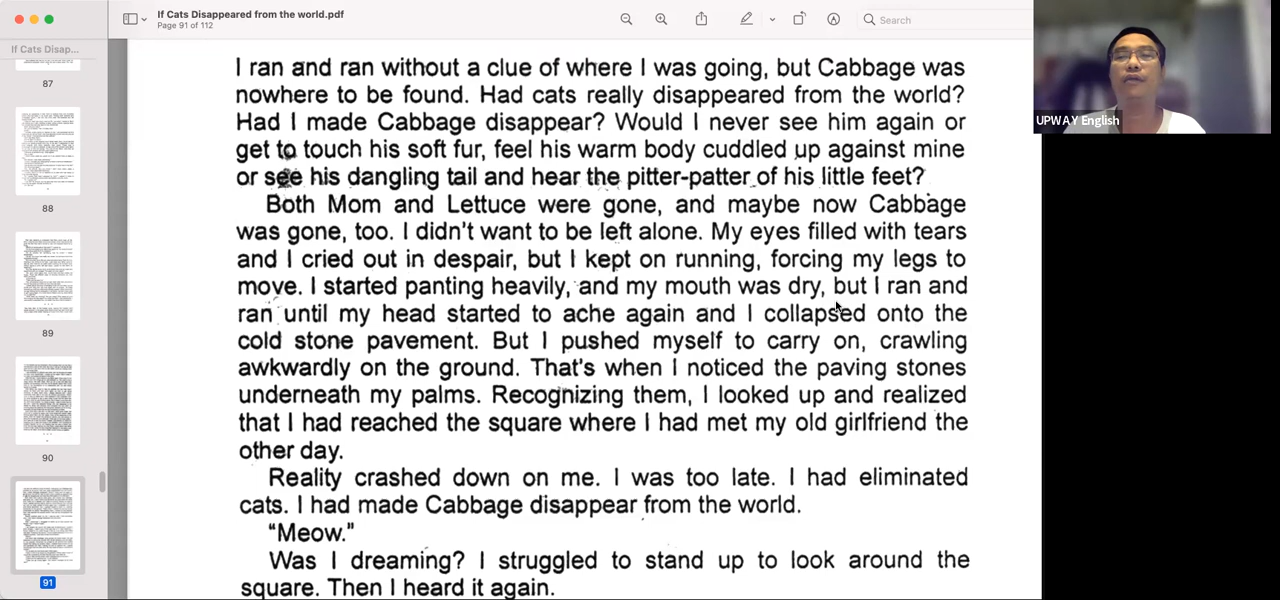 If Cats Disappeared from the world.pdf
Page 91 of 112
Search
If Cats Disap...
87
88
89
90
91
UPWAY English
I ran and ran without a clue of where I was going, but Cabbage was
nowhere to be found. Had cats really disappeared from the world?
Had I made Cabbage disappear? Would I never see him again or
get to touch his soft fur, feel his warm body cuddled up against mine
or see his dangling tail and hear the pitter-patter of his little feet?
Both Mom and Lettuce were gone, and maybe now Cabbage
was gone, too. I didn't want to be left alone. My eyes filled with tears
and I cried out in despair, but I kept on running, forcing my legs to
move. I started panting heavily, and my mouth was dry, but I ran and
ran until my head started to ache again and I collapsed onto the
cold stone pavement. But I pushed myself to carry on, crawling
awkwardly on the ground. That's when I noticed the paving stones
underneath my palms. Recognizing them, I looked up and realized
that I had reached the square where I had met my old girlfriend the
other day.
Reality crashed down on me. I was too late. I had eliminated
cats. I had made Cabbage disappear from the world.
"Meow."
Was I dreaming? I struggled to stand up to look around the
square. Then I heard it again.